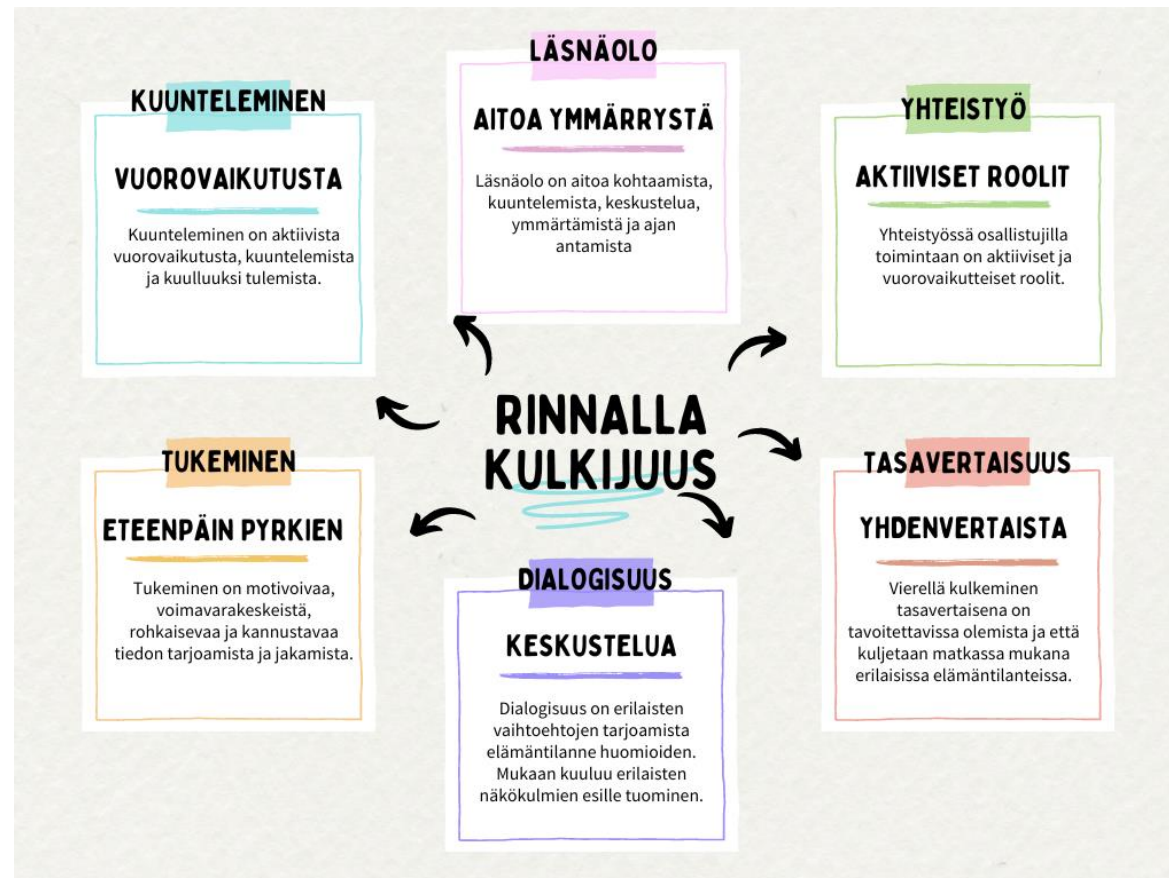 LÄSNÄOLO
AITOA YMMÄRRYSTÄ
Läsnäolo on aitoa kohtaamista,
kuuntelemista, keskustelua,
ymmärtämistä ja ajan
antamista
KUUNTELEMINEN
VUOROVAIKUTUSTA
Kuunteleminen on aktiivista
vuorovaikutusta, kuuntelemista
ja kuulluuksi tulemista.
YHTEISTYÖ
AKTIIVISET ROOLIT
Yhteistyössä osallistujilla
toimintaan on aktiiviset ja
vuorovaikutteiset roolit.
RINNALLA
KULKIJUUS
TUKEMINEN
ETEENPÄIN PYRKIEN
Tukeminen on motivoivaa,
voimavarakeskeistä,
rohkaisevaa ja kannustavaa
tiedon tarjoamista ja jakamista.
TASAVERTAISUUS
YHDENVERTAISTA
Vierellä kulkeminen
tasavertaisena on
tavoitettavissa olemista ja että
kuljetaan matkassa mukana
erilaisissa elämäntilanteissa.
DIALOGISUUS
KESKUSTELUA
Dialogisuus on erilaisten
vaihtoehtojen tarjoamista
elämäntilanne huomioiden.
Mukaan kuuluu erilaisten
näkökulmien esille tuominen.